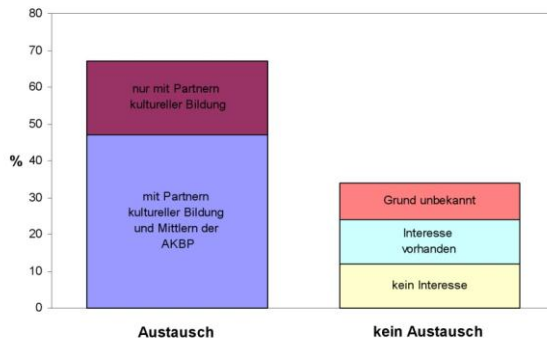 80
70
60
50
40
30
20
10
0
%
nur mit Partnern
kultureller Bildung
mit Partnern
kultureller Bildung
und Mittlern der
AKBP
Grund unbekannt
Interesse
vorhanden
kein Interesse
Austausch
kein Austausch